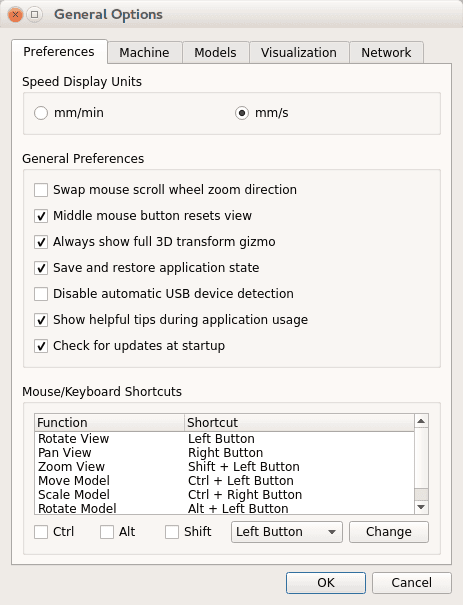 General Options
Preferences Machine Models Visualization Network
Speed Display Units
mm/min mm/s
General Preferences
Swap mouse scroll wheel zoom direction
Middle mouse button resets view
Always show full 3D transform gizmo
Save and restore application state
Disable automatic USB device detection
Show helpful tips during application usage
Check for updates at startup
Mouse/Keyboard Shortcuts
Function Shortcut
Rotate View Left Button
Pan View Right Button
Zoom View Shift + Left Button
Move Model Ctrl + Left Button
Scale Model Ctrl + Right Button
Rotate Model Alt + Left Button
Ctrl Alt Shift Left Button Change
OK Cancel